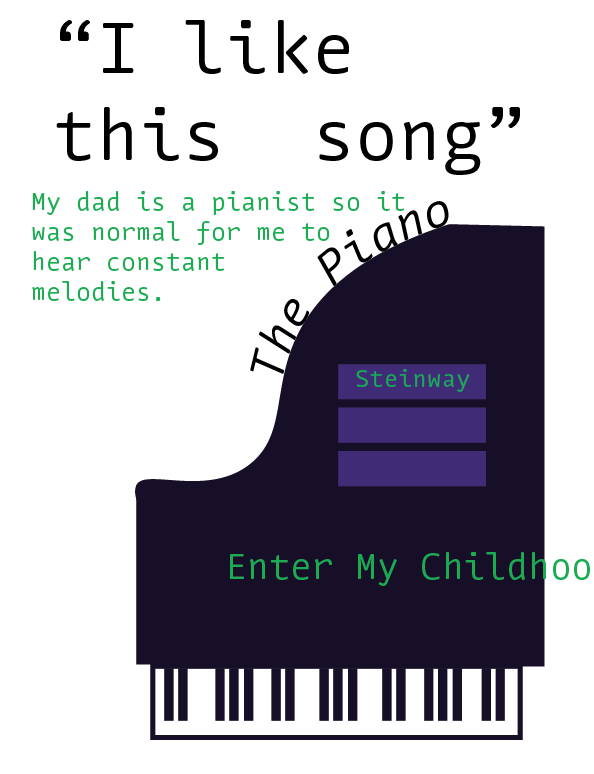 “I like
this song”
My dad is a pianist so it
was normal for me to
hear constant
melodies.
The Piano
Steinway
Enter My Childhoo